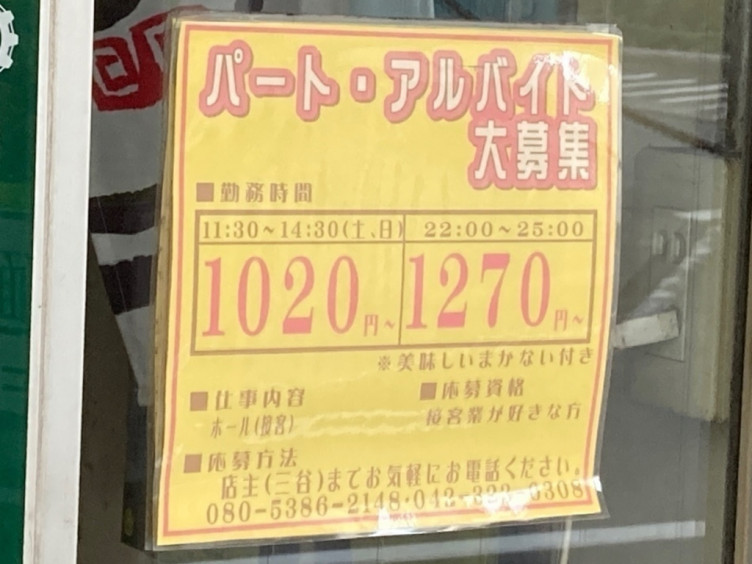 パート・アルバイト
大募集
■勤務時間
11:30～14:30(土、日) 22:00～25:00
1020円～ 1270円～
※美味しいまかない付き
■仕事内容 ■応募資格
ホール(接客) 接客業が好きな方
■応募方法
店主(三谷)までお気軽にお電話ください。
080-5386-2148・042-